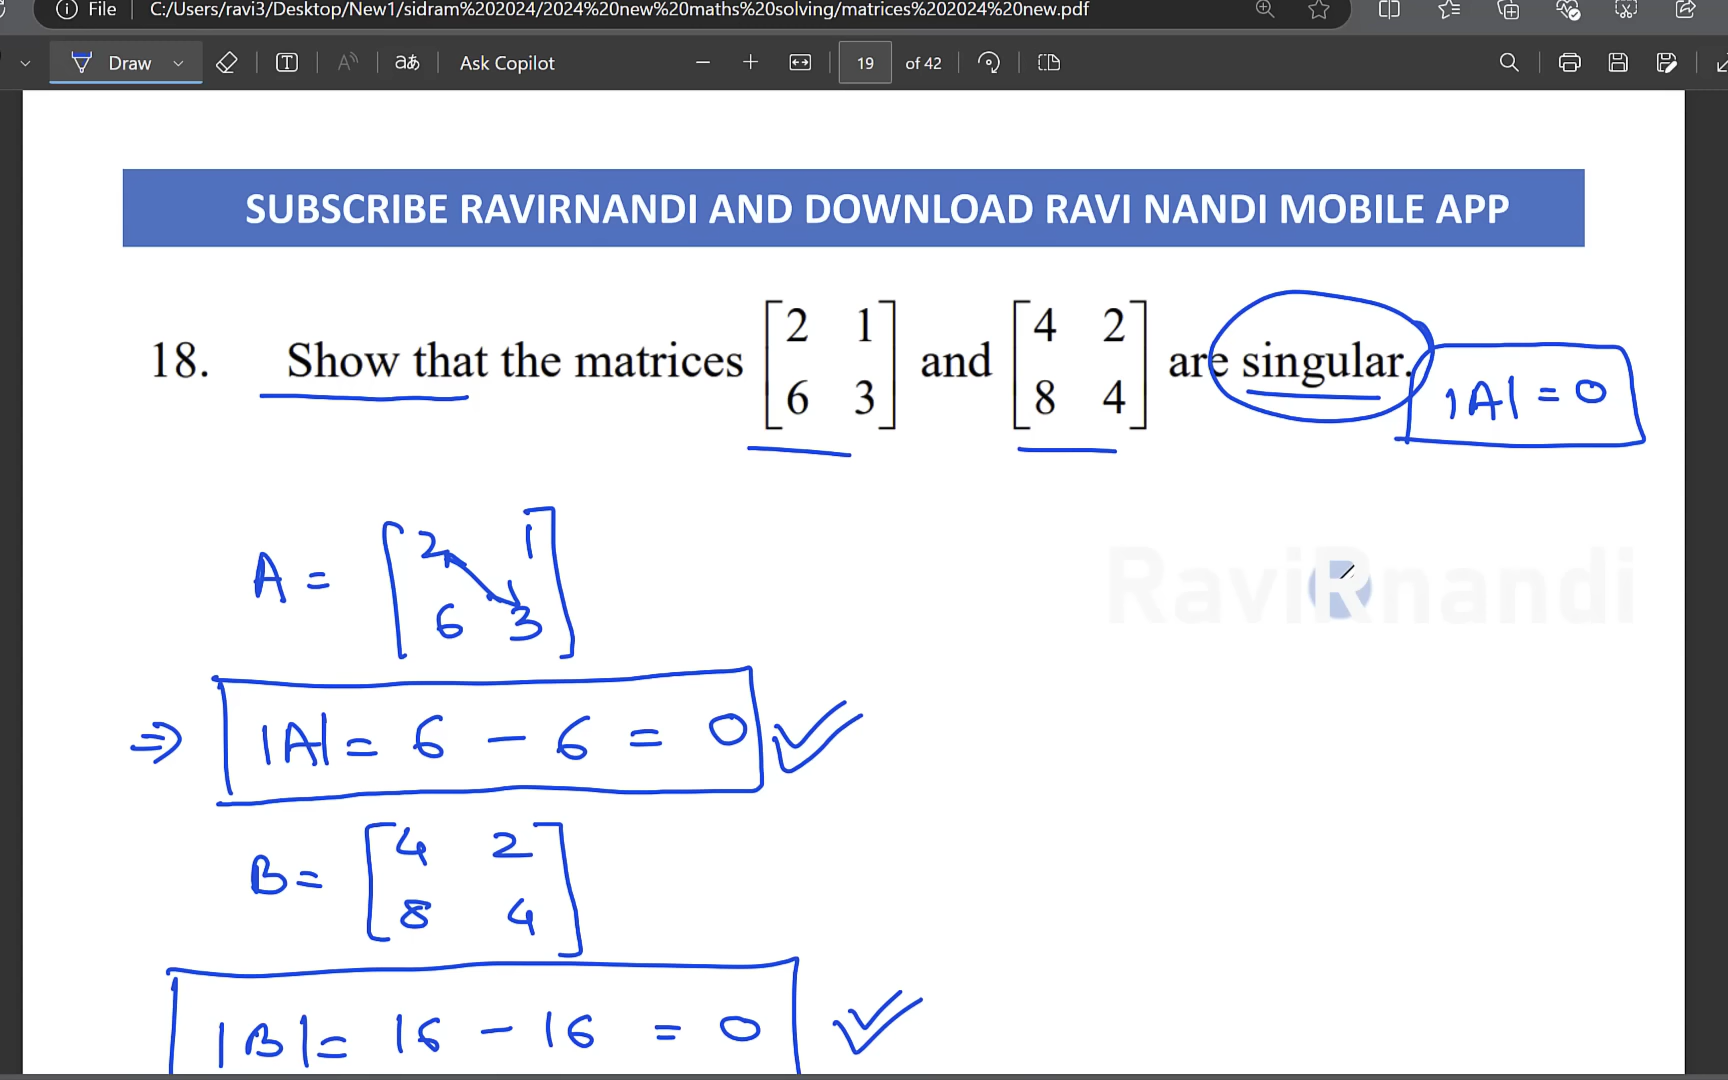 File C:/Users/ravi3/Desktop/New1/sidram%202024/2024%20new%20maths%20solving/matrices%202024%20new.pdf
Draw T A aあ Ask Copilot 19 of 42
SUBSCRIBE RAVIRNANDI AND DOWNLOAD RAVI NANDI MOBILE APP
18. Show that the matrices [2 1 6 3] and [4 2 8 4] are singular.
|A| = 0
A = [2 1
6 3]
RaviRnandi
⇒ |A| = 6 - 6 = 0
B = [4 2
8 4]
|B| = 16 - 16 = 0